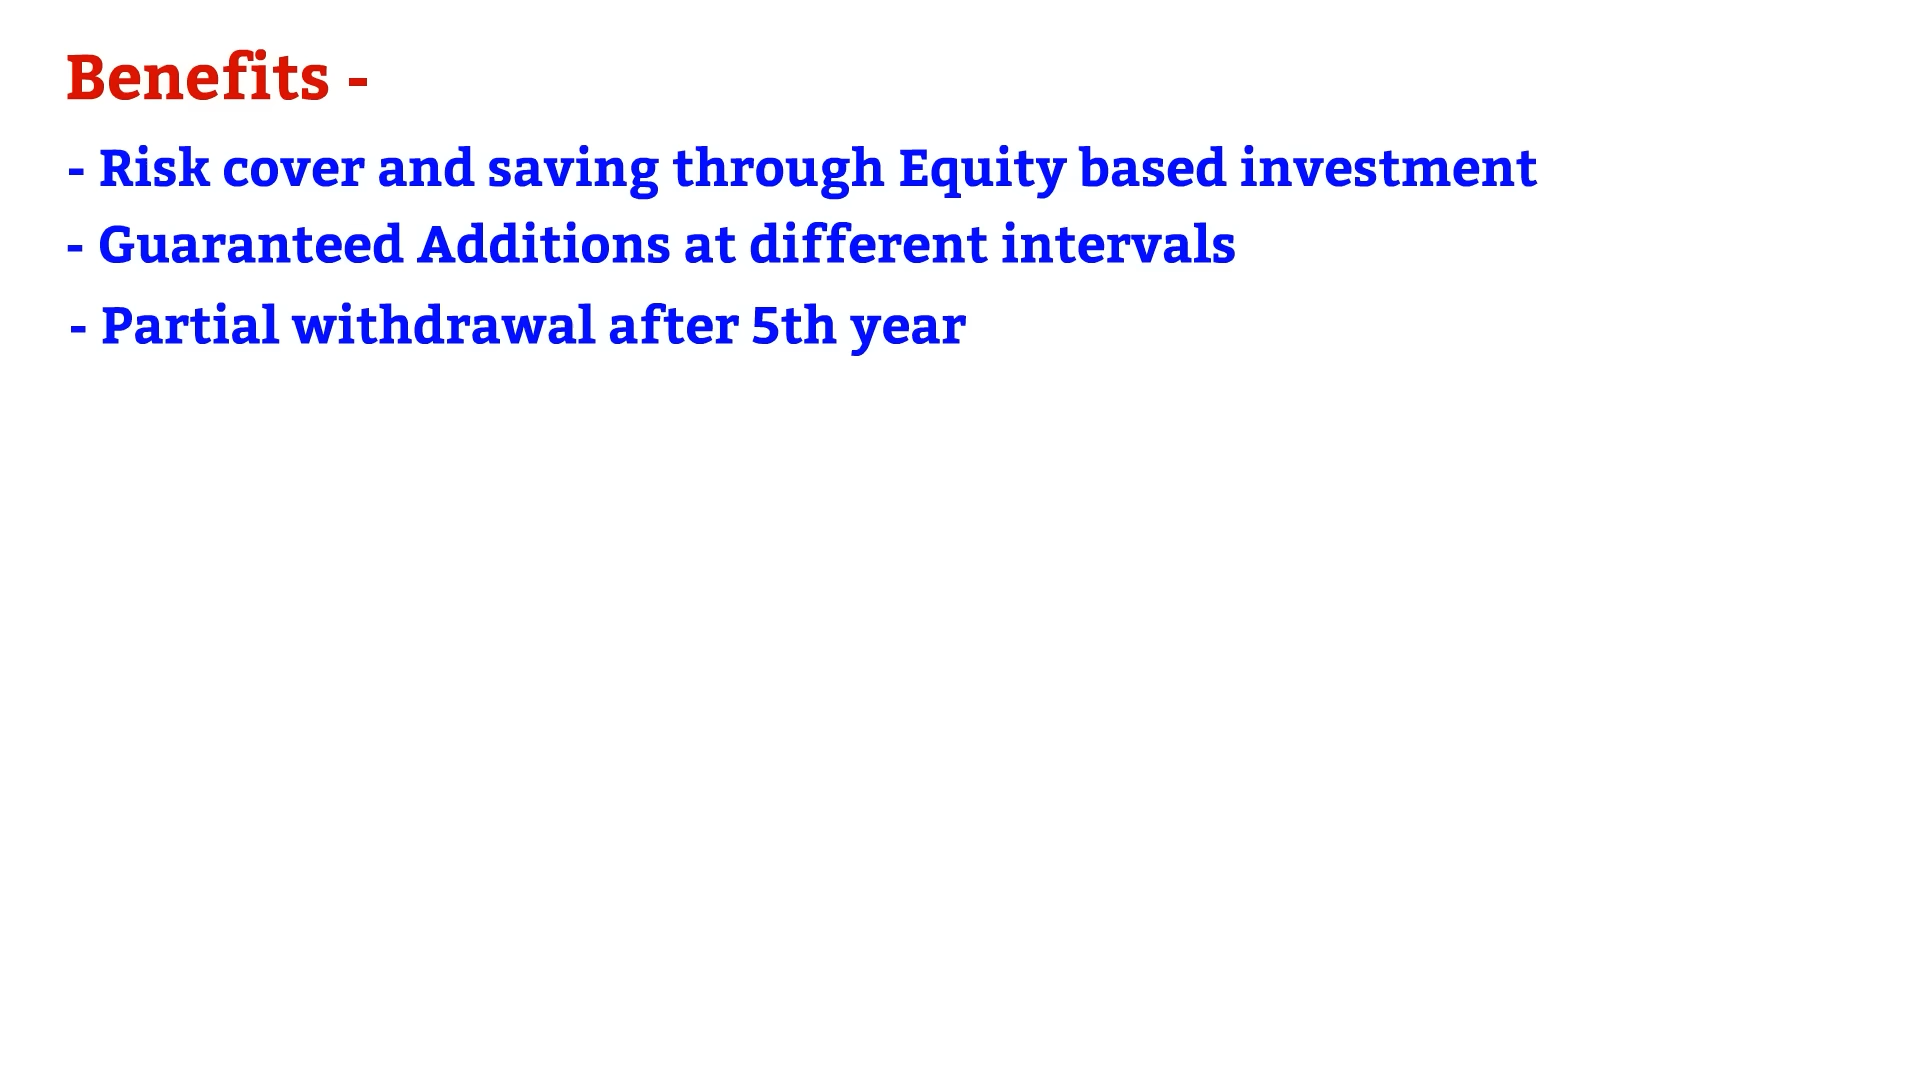 Benefits -
- Risk cover and saving through Equity based investment
- Guaranteed Additions at different intervals
- Partial withdrawal after 5th year